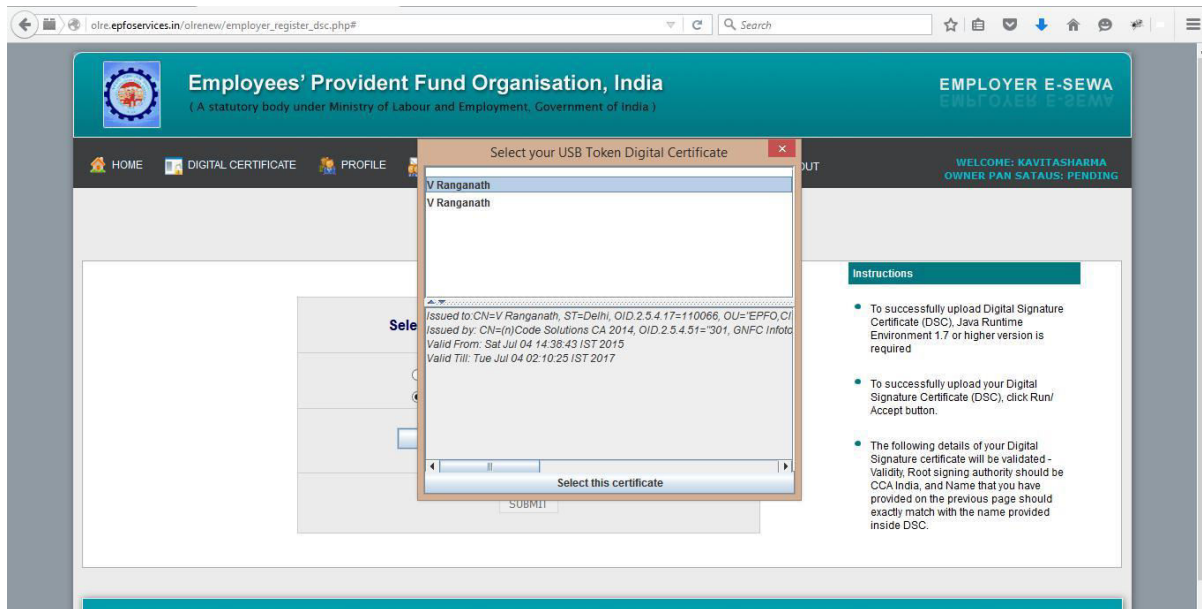 olre.epfoservices.in/olrenew/employer_register_dsc.php#
Search
Employees' Provident Fund Organisation, India
( A statutory body under Ministry of Labour and Employment, Government of India )
EMPLOYER E-SEWA
HOME
DIGITAL CERTIFICATE
PROFILE
WELCOME: KAVITASHARMA
OWNER PAN SATAUS: PENDING
Select your USB Token Digital Certificate
V Ranganath
V Ranganath
Issued to:CN=V Ranganath, ST=Delhi, OID.2.5.4.17=110066, OU="EPFO,CI
Issued by: CN=(n)Code Solutions CA 2014, OID.2.5.4.51="301, GNFC Infoto
Valid From: Sat Jul 04 14:38:43 IST 2015
Valid Till: Tue Jul 04 02:10:25 IST 2017
Select this certificate
Sele
SUBMIT
Instructions
To successfully upload Digital Signature
Certificate (DSC), Java Runtime
Environment 1.7 or higher version is
required
To successfully upload your Digital
Signature Certificate (DSC), click Run/
Accept button.
The following details of your Digital
Signature certificate will be validated -
Validity, Root signing authority should be
CCA India, and Name that you have
provided on the previous page should
exactly match with the name provided
inside DSC.